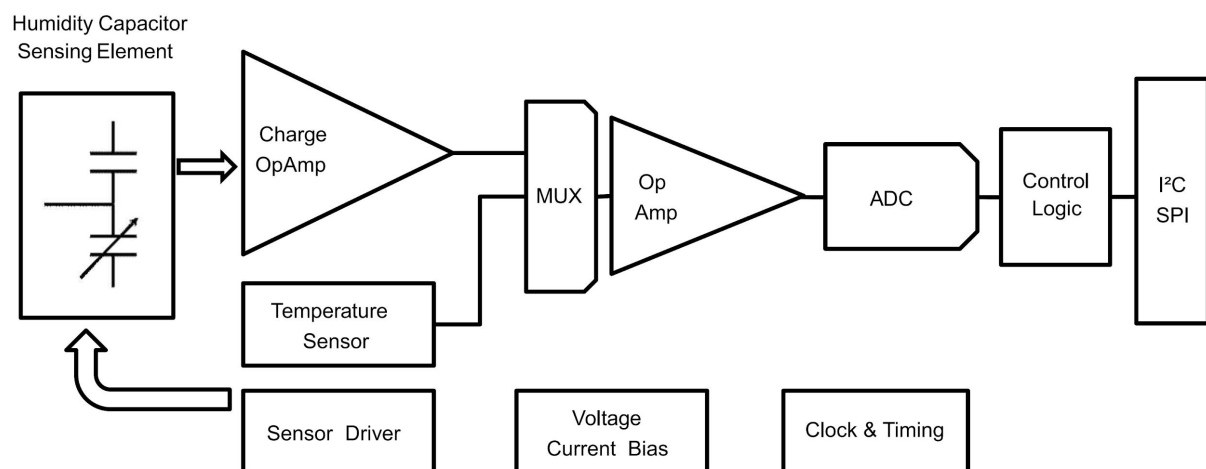 Humidity Capacitor
Sensing Element
Charge
OpAmp
MUX
Op
Amp
ADC
Control
Logic
I²C
SPI
Temperature
Sensor
Sensor Driver
Voltage
Current Bias
Clock & Timing